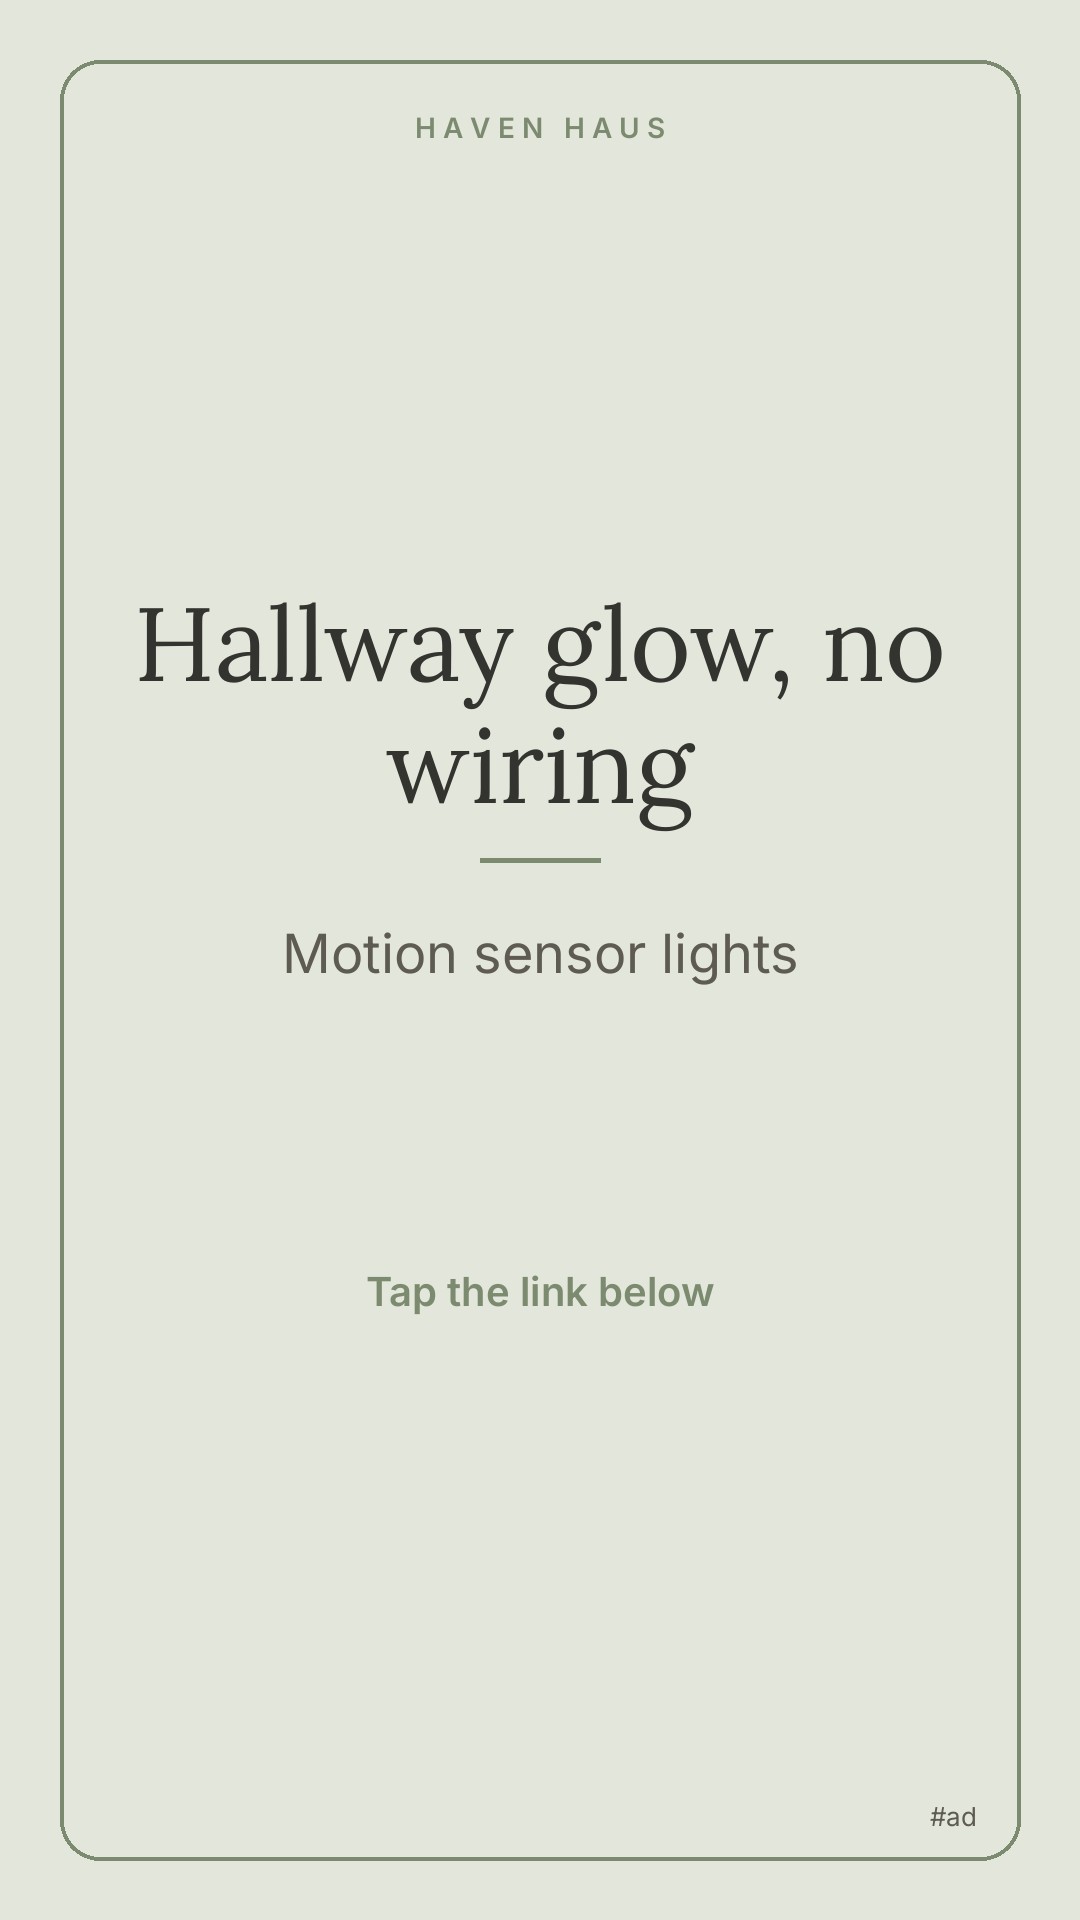 HAVEN HAUS
Hallway glow, no
wiring
Motion sensor lights
Tap the link below
#ad